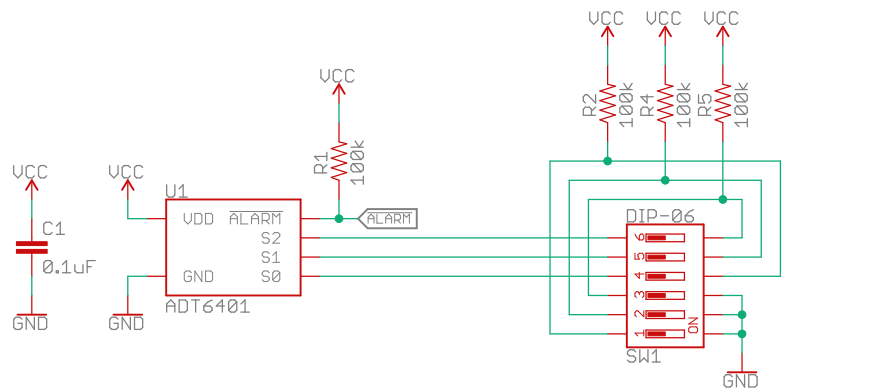 VCC
VCC
VCC
R2
100k
R4
100k
R5
100k
VCC
R1
100k
VCC
VCC
U1
C1
0.1uF
GND
GND
VDD
ALARM
S2
S1
GND
S0
ADT6401
ALARM
DIP-06
6
5
4
3
2
1
ON
SW1
GND